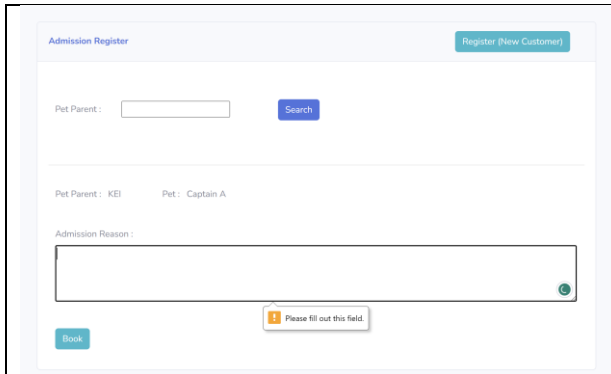 Admission Register Register (New Customer)
Pet Parent : Search
Pet Parent : KEI Pet : Captain A
Admission Reason :
Please fill out this field.
Book